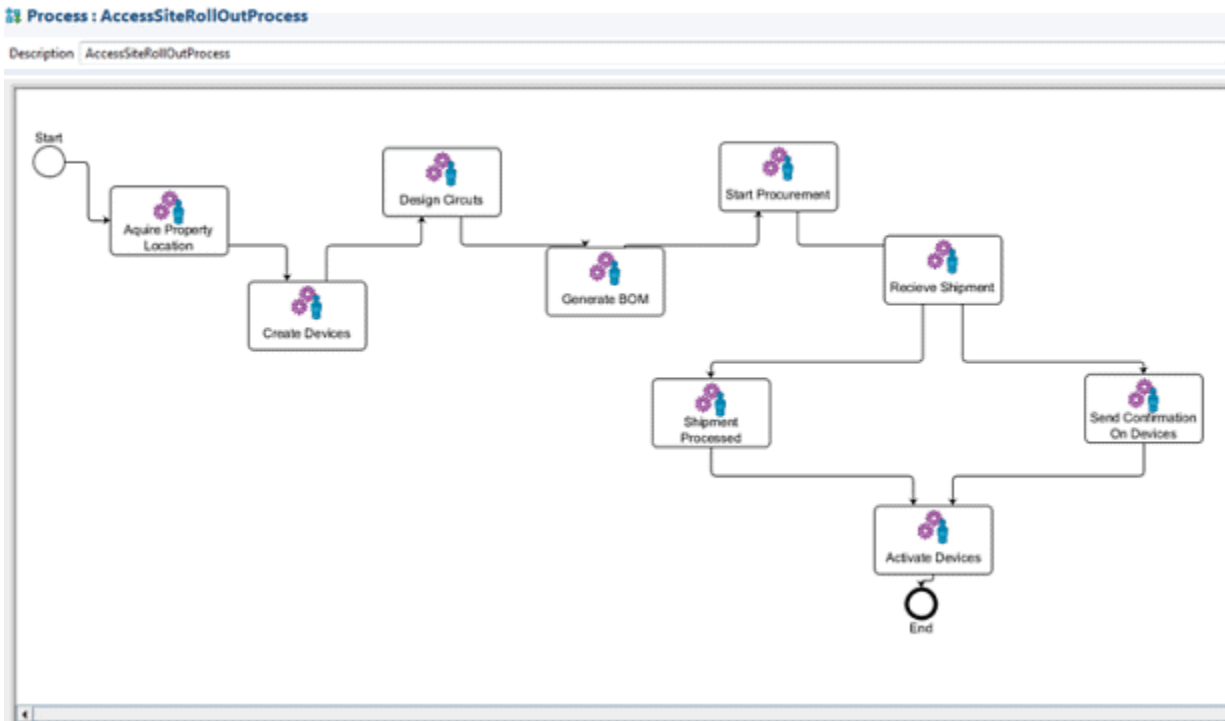 Process : AccessSiteRollOutProcess
Description AccessSiteRollOutProcess
Start
Aquire Property
Location
Create Devices
Design Circuts
Generate BOM
Start Procurement
Recieve Shipment
Shipment
Processed
Send Confirmation
On Devices
Activate Devices
End